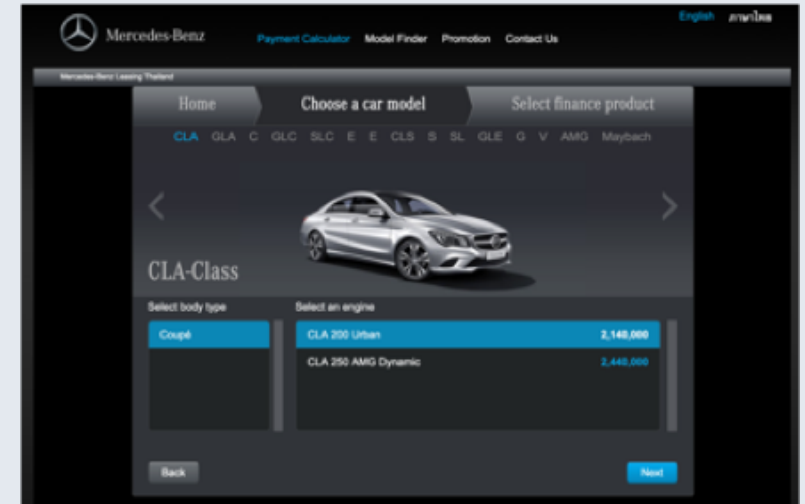 English ภาษาไทย
Mercedes-Benz Payment Calculator Model Finder Promotion Contact Us
Mercedes-Benz Leasing Thailand
Home Choose a car model Select finance product
CLA GLA C GLC SLC E E CLS S SL GLE G V AMG Maybach
CLA-Class
Select body type Select an engine
Coupé CLA 200 Urban 2,140,000
CLA 250 AMG Dynamic 2,440,000
Back Next